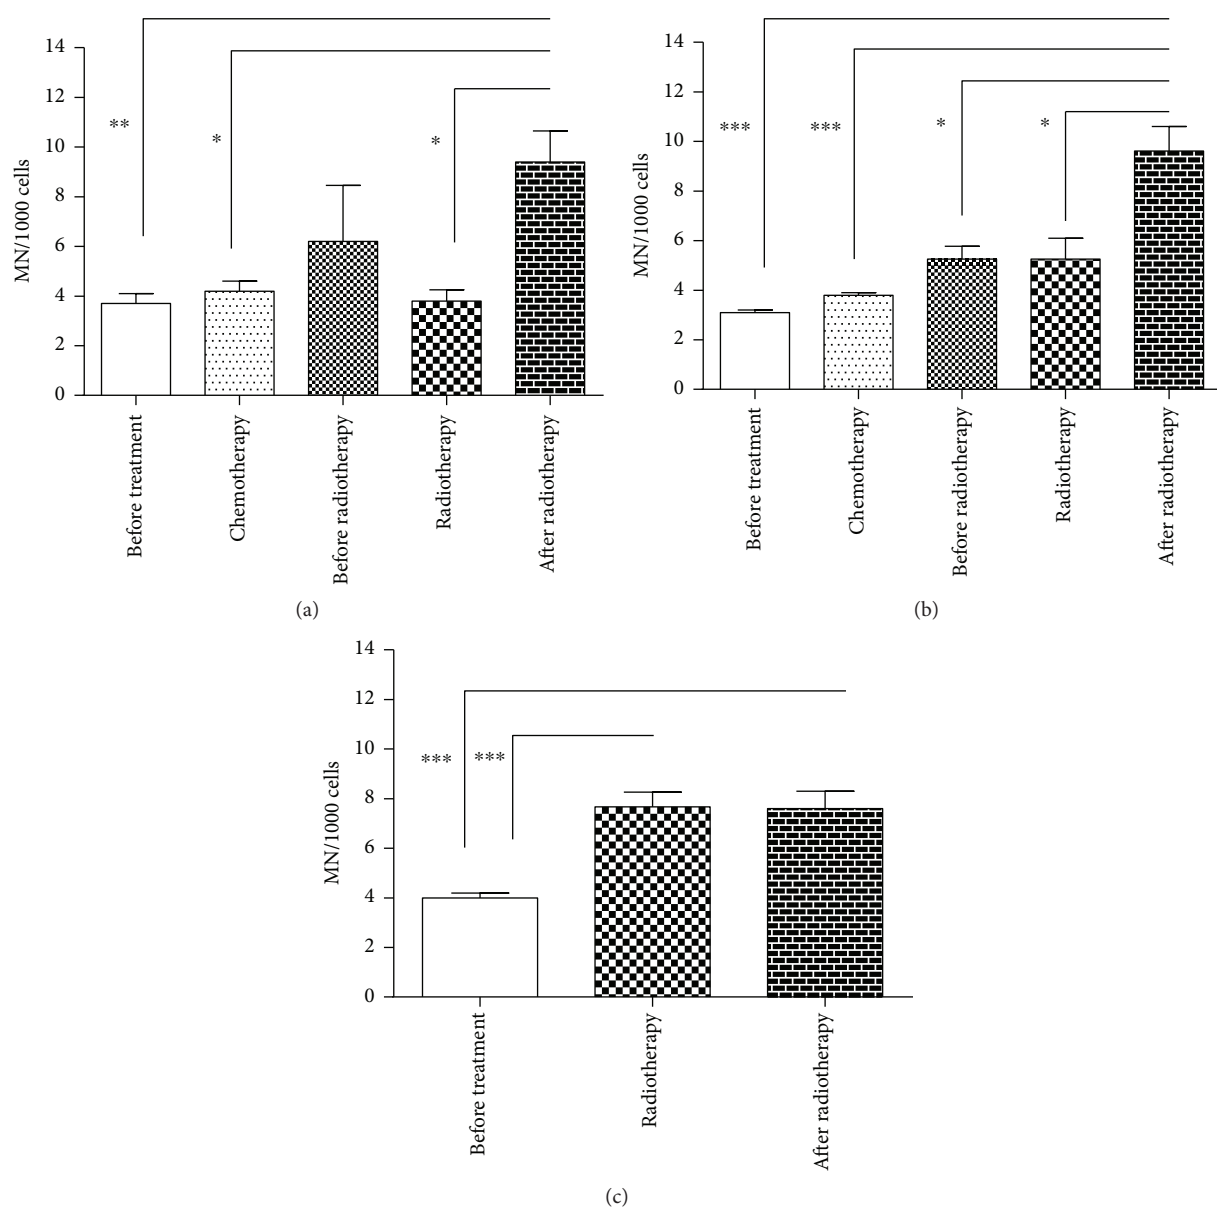 MN/1000 cells
14
12
10
8
6
4
2
0
**
*
*
Before treatment
Chemotherapy
Before radiotherapy
Radiotherapy
After radiotherapy
(a)
MN/1000 cells
14
12
10
8
6
4
2
0
***
***
*
*
Before treatment
Chemotherapy
Before radiotherapy
Radiotherapy
After radiotherapy
(b)
MN/1000 cells
14
12
10
8
6
4
2
0
***
***
Before treatment
Radiotherapy
After radiotherapy
(c)